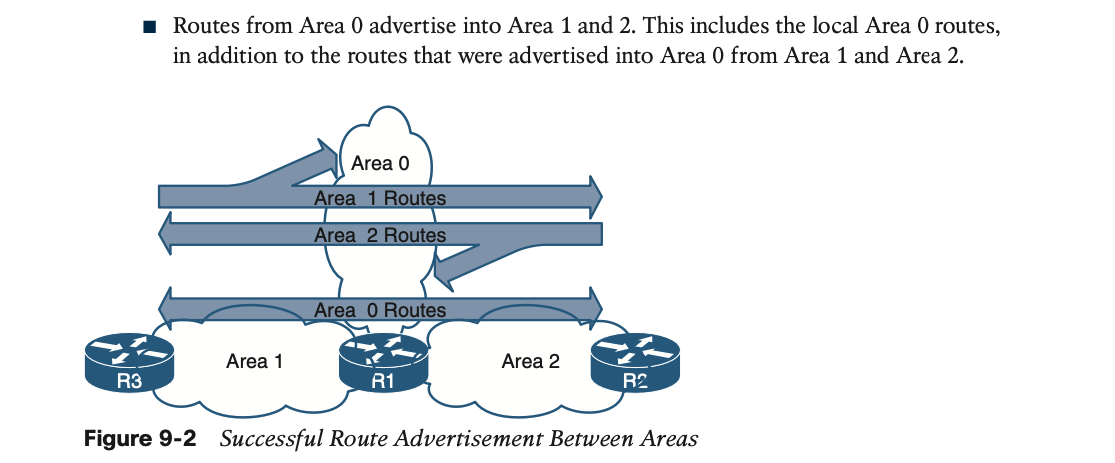 ■ Routes from Area 0 advertise into Area 1 and 2. This includes the local Area 0 routes,
in addition to the routes that were advertised into Area 0 from Area 1 and Area 2.
Area 0
Area 1 Routes
Area 2 Routes
Area 0 Routes
Area 1
Area 2
R3
R1
R2
Figure 9-2 Successful Route Advertisement Between Areas